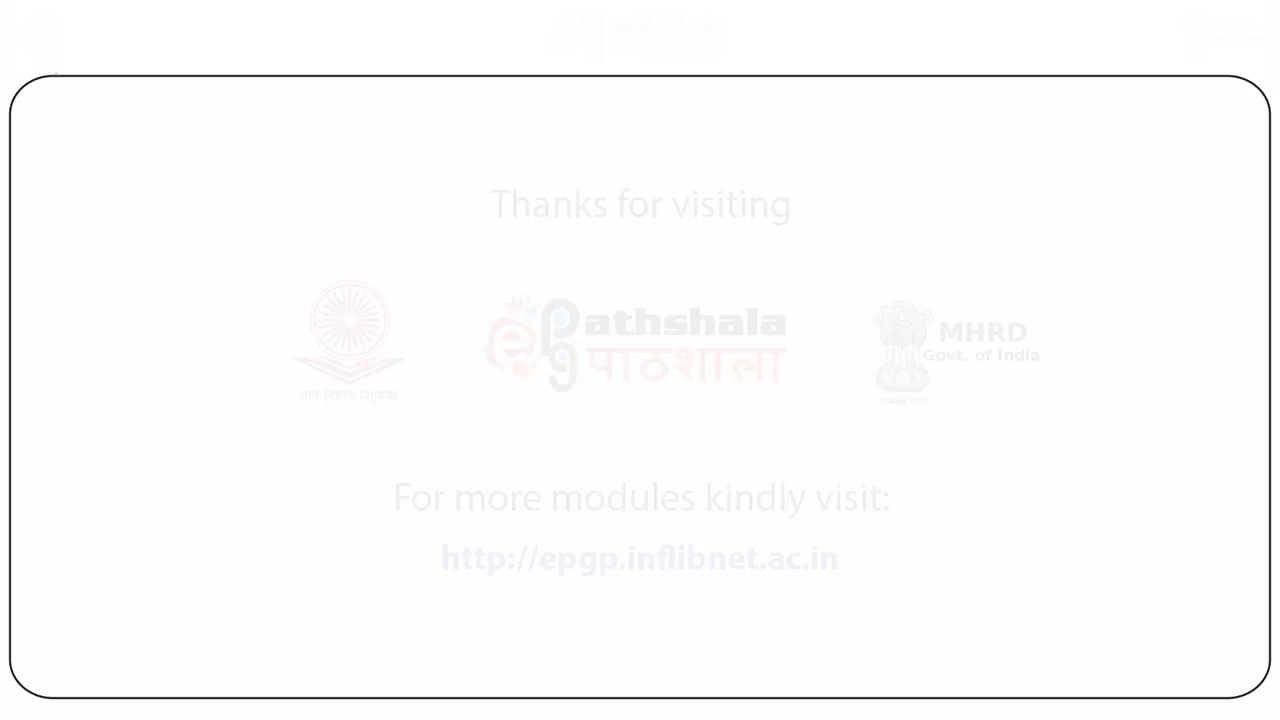 Thanks for visiting
epg athshala
पाठशाला
MHRD
Govt. of India
For more modules kindly visit:
http://epgp.inflibnet.ac.in